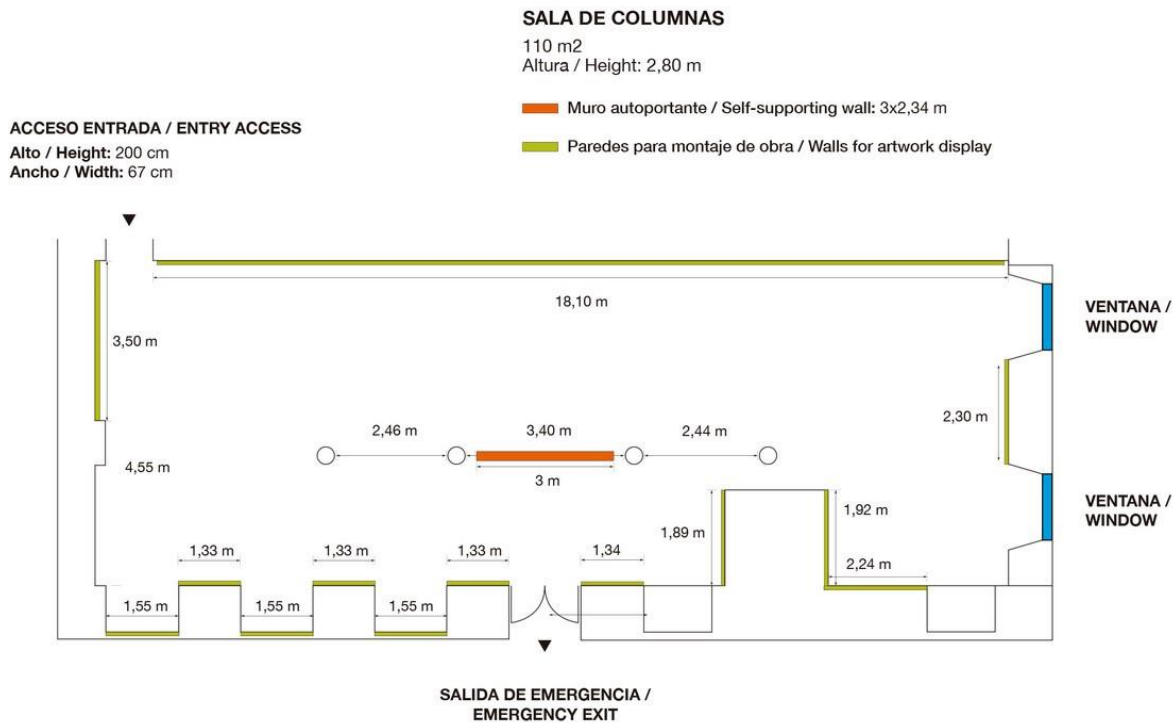 SALA DE COLUMNAS
110 m2
Altura / Height: 2,80 m
Muro autoportante / Self-supporting wall: 3x2,34 m
Paredes para montaje de obra / Walls for artwork display
ACCESO ENTRADA / ENTRY ACCESS
Alto / Height: 200 cm
Ancho / Width: 67 cm
18,10 m
VENTANA /
WINDOW
3,50 m
2,30 m
2,46 m
3,40 m
2,44 m
4,55 m
3 m
VENTANA /
WINDOW
1,89 m
1,92 m
1,33 m
1,33 m
1,33 m
1,34
2,24 m
1,55 m
1,55 m
1,55 m
SALIDA DE EMERGENCIA /
EMERGENCY EXIT